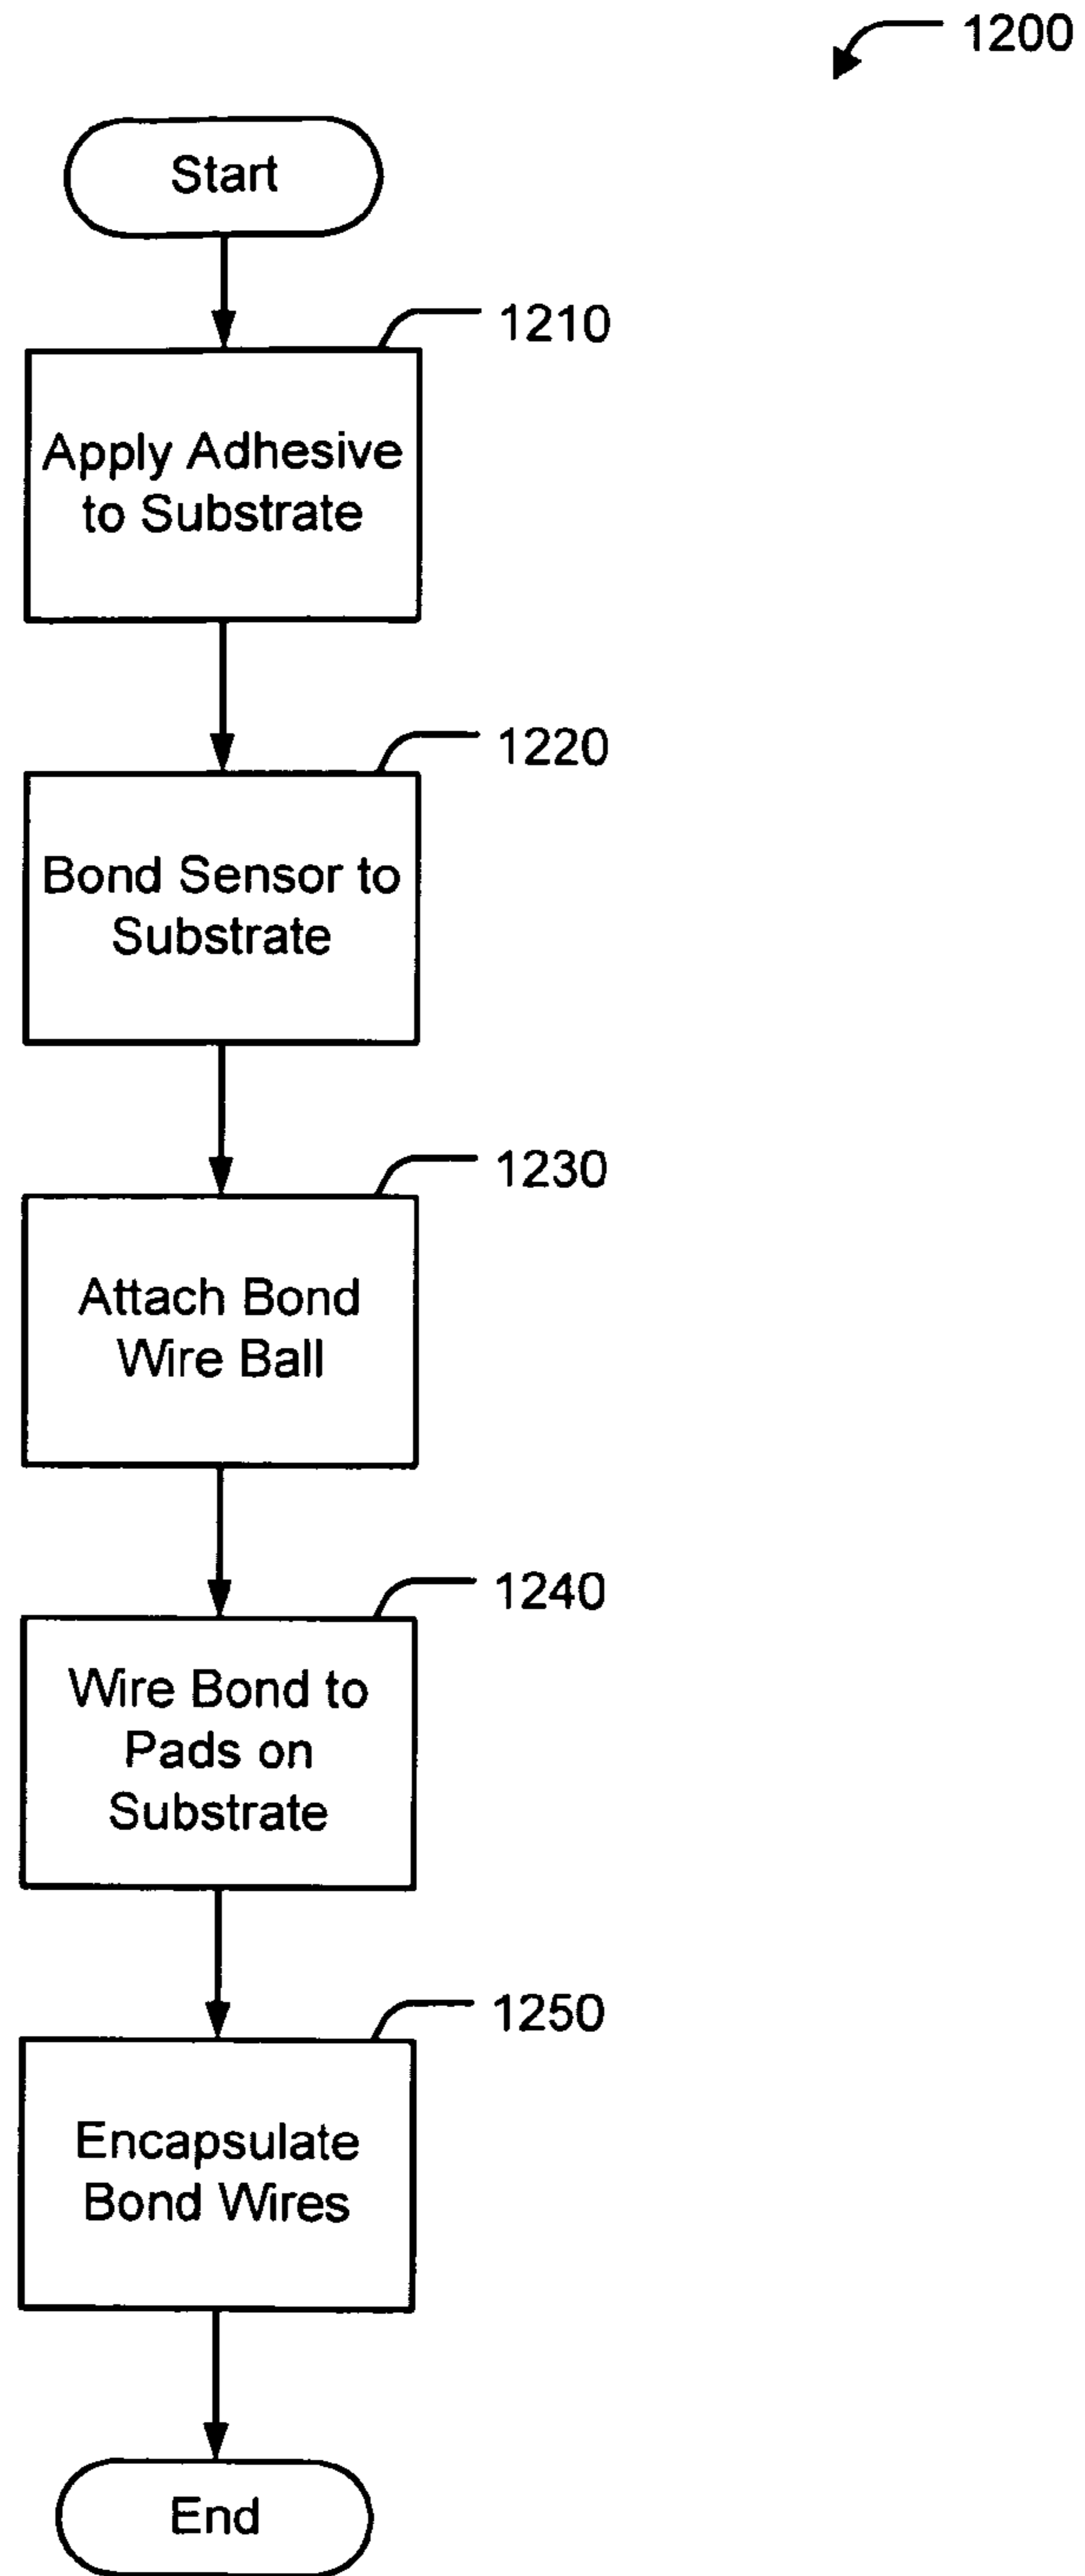 1200
Start
1210
Apply Adhesive
to Substrate
1220
Bond Sensor to
Substrate
1230
Attach Bond
Wire Ball
1240
Wire Bond to
Pads on
Substrate
1250
Encapsulate
Bond Wires
End